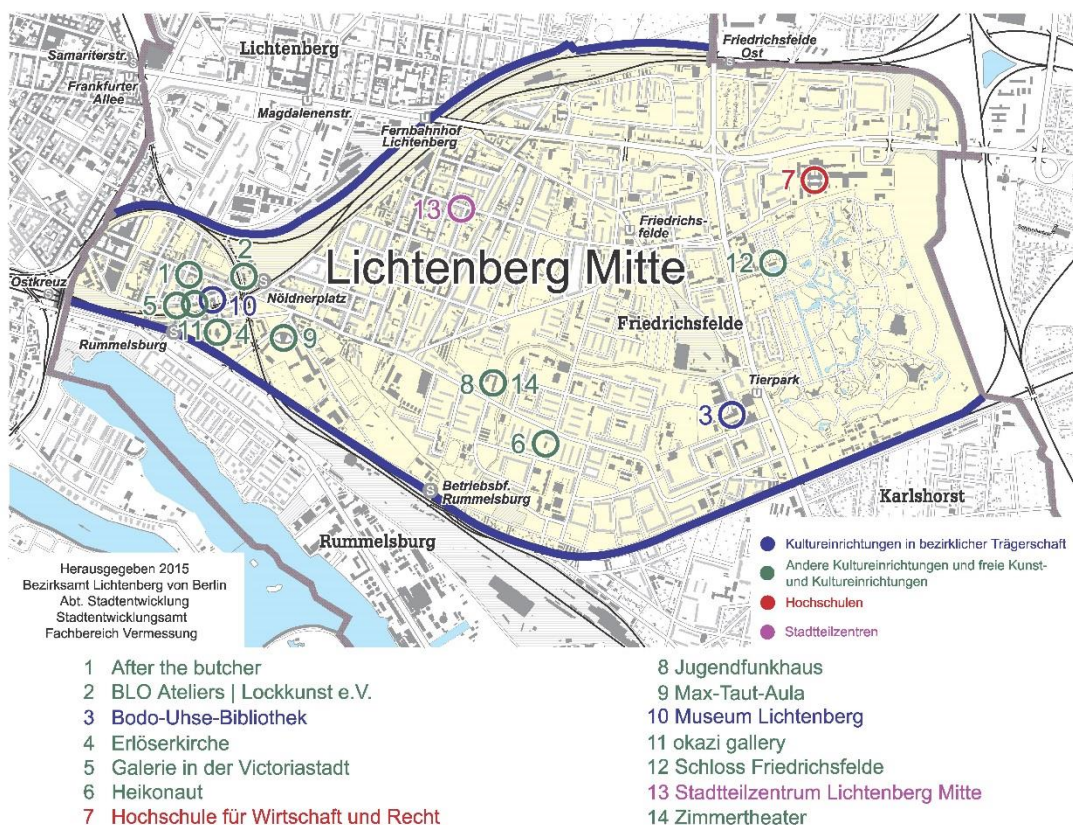 Samariterstr.
Lichtenberg
Friedrichsfelde
Ost
Frankfurter
Allee
Magdalenenstr.
Fernbahnhof
Lichtenberg
7
13
Friedrichs-
felde
2
12
1
Lichtenberg Mitte
Ostkreuz
5
10
Nöldnerplatz
11
4
9
Friedrichsfelde
Rummelsburg
8
14
Tierpark
3
6
Betriebsbf.
Rummelsburg
Karlshorst
Rummelsburg
Kultureinrichtungen in bezirklicher Trägerschaft
Andere Kultureinrichtungen und freie Kunst-
und Kultureinrichtungen
Hochschulen
Stadtteilzentren
Herausgegeben 2015
Bezirksamt Lichtenberg von Berlin
Abt. Stadtentwicklung
Stadtentwicklungsamt
Fachbereich Vermessung
1 After the butcher
2 BLO Ateliers | Lockkunst e.V.
3 Bodo-Uhse-Bibliothek
4 Erlöserkirche
5 Galerie in der Victoriastadt
6 Heikonaut
7 Hochschule für Wirtschaft und Recht
8 Jugendfunkhaus
9 Max-Taut-Aula
10 Museum Lichtenberg
11 okazi gallery
12 Schloss Friedrichsfelde
13 Stadtteilzentrum Lichtenberg Mitte
14 Zimmertheater